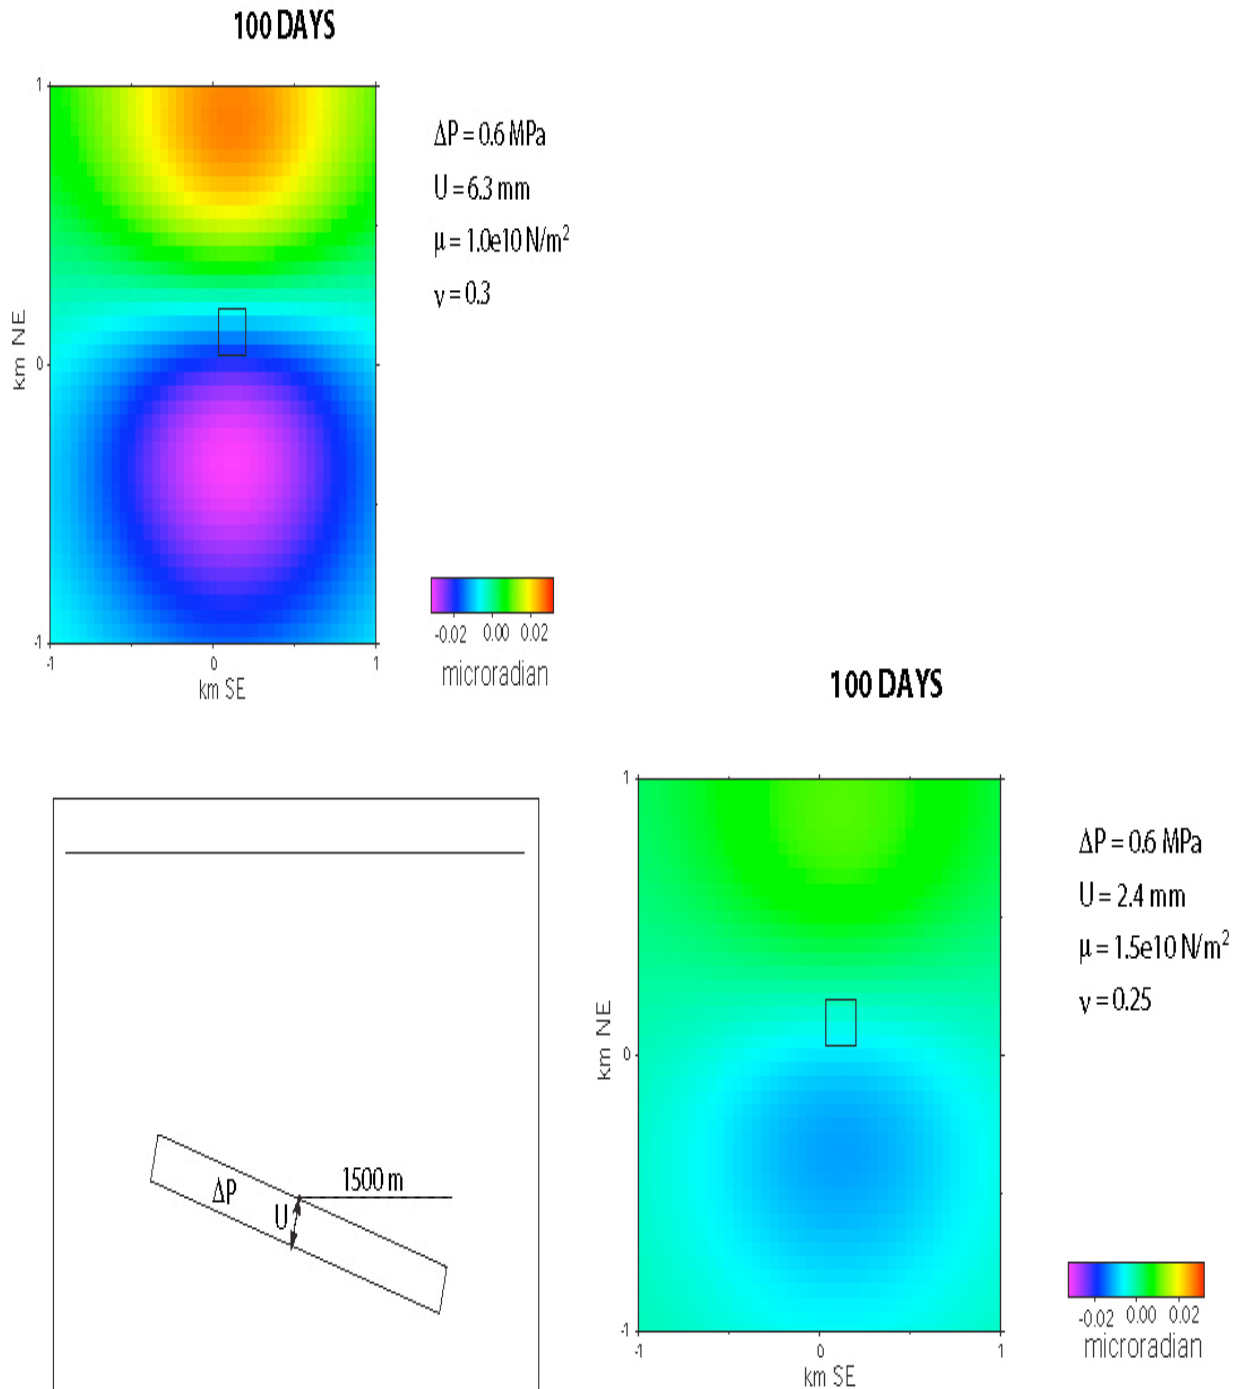 100 DAYS
ΔP = 0.6 MPa
U = 6.3 mm
μ = 1.0e10 N/m²
ν = 0.3
1
0
-1
km NE
-1 0 1
km SE
-0.02 0.00 0.02
microradian
100 DAYS
1500 m
ΔP
U
1
0
-1
km NE
-1 0 1
km SE
ΔP = 0.6 MPa
U = 2.4 mm
μ = 1.5e10 N/m²
ν = 0.25
-0.02 0.00 0.02
microradian